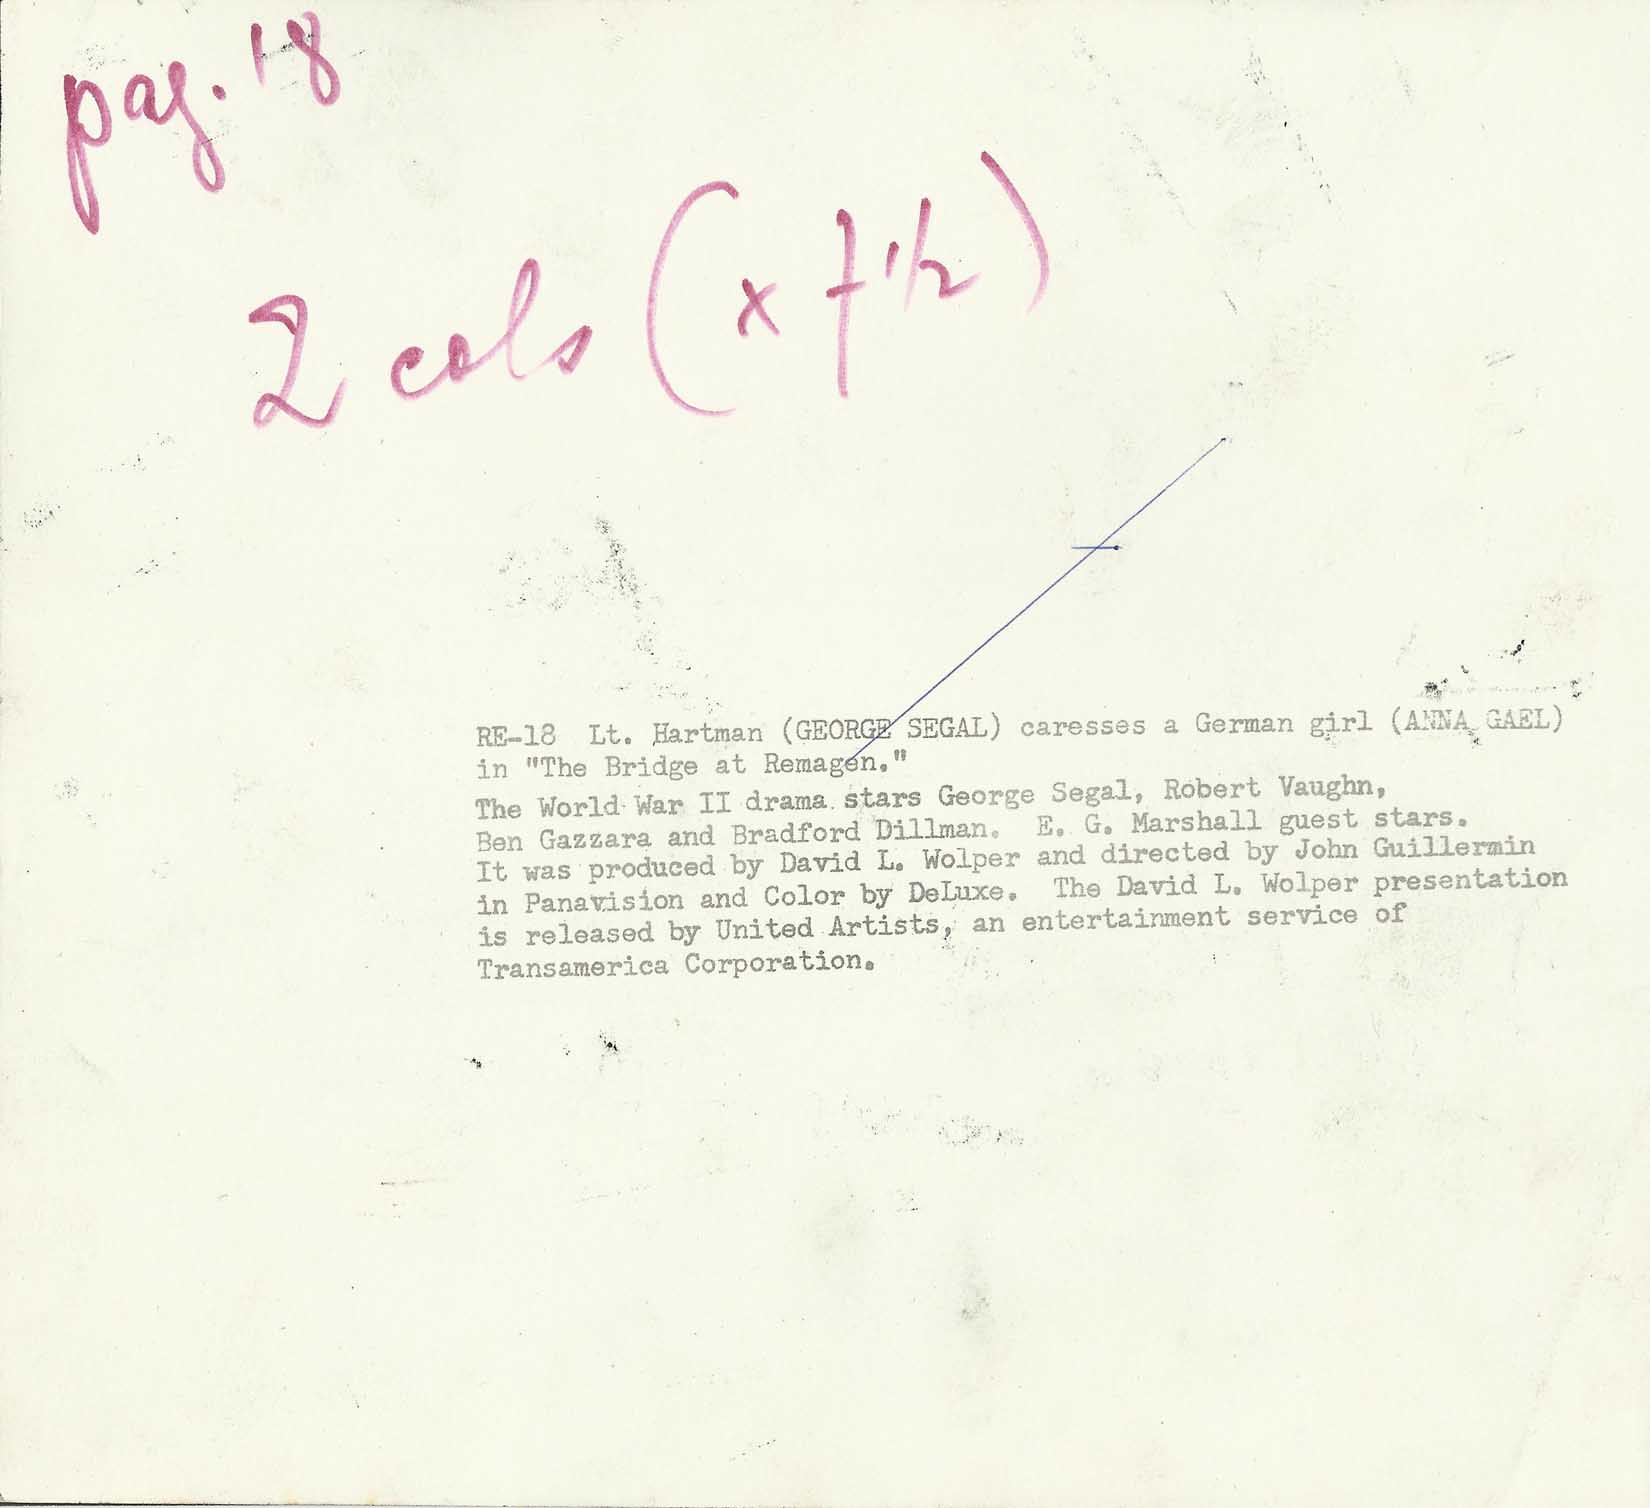 pag. 18
2 cols (x 7 1/2)
RE-18 Lt. Hartman (GEORGE SEGAL) caresses a German girl (ANNA GAEL)
in "The Bridge at Remagen."
The World War II drama stars George Segal, Robert Vaughn,
Ben Gazzara and Bradford Dillman. E. G. Marshall guest stars.
It was produced by David L. Wolper and directed by John Guillermin
in Panavision and Color by DeLuxe. The David L. Wolper presentation
is released by United Artists, an entertainment service of
Transamerica Corporation.